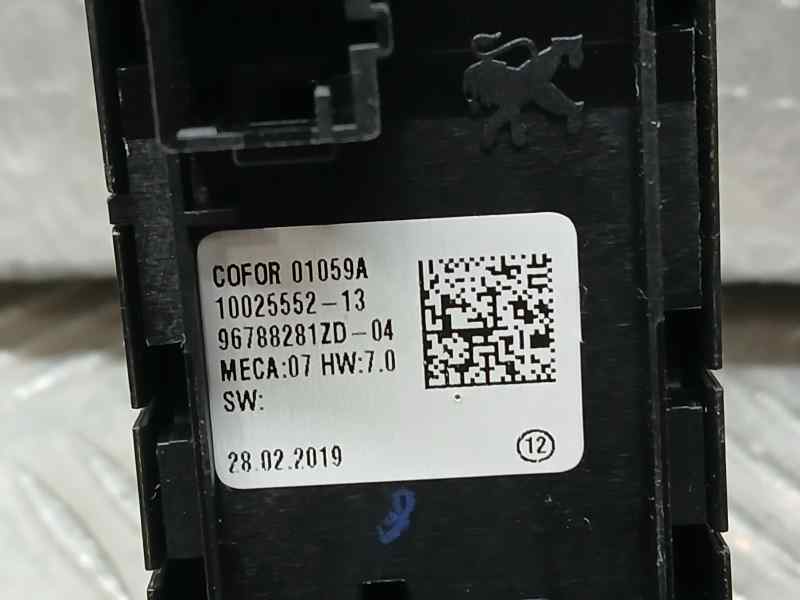 COFOR 01059A
10025552-13
96788281ZD-04
MECA:07 HW:7.0
SW:
28.02.2019
12